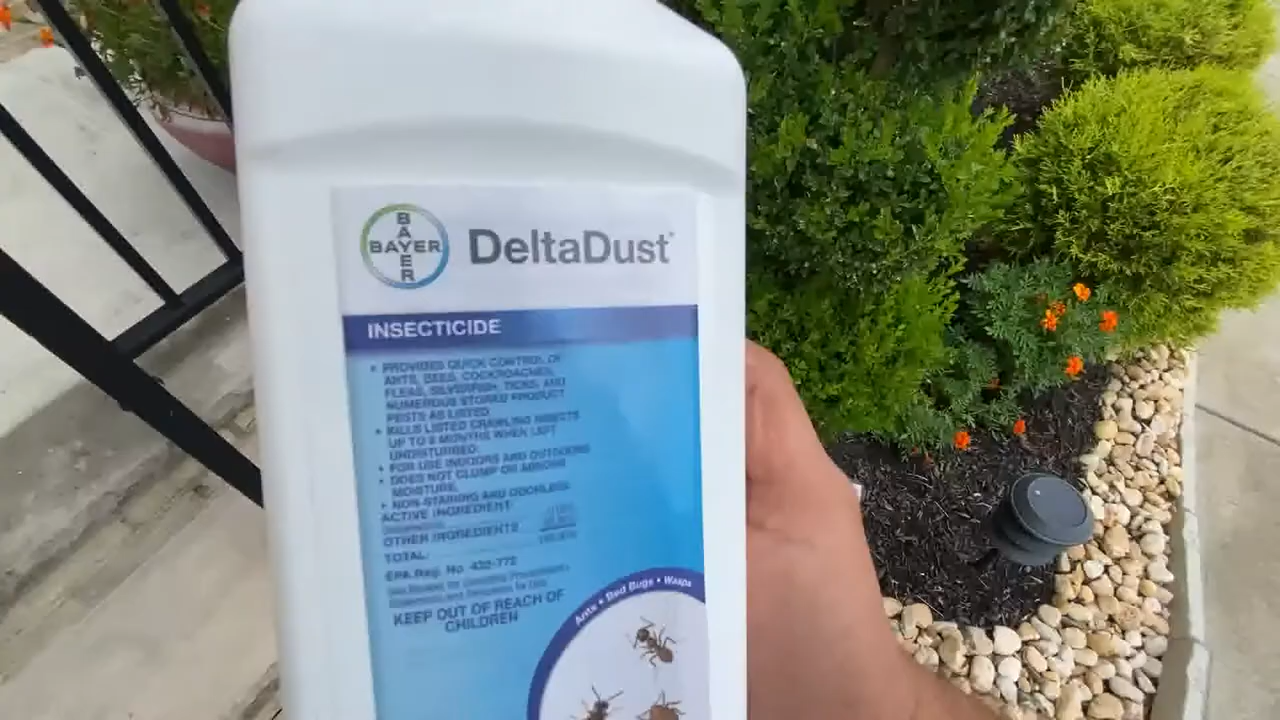 BAYER
BAYER
DeltaDust
INSECTICIDE
• PROVIDES QUICK CONTROL OF
ANTS, BEES, COCKROACHES,
FLEAS, SILVERFISH, TICKS, AND
NUMEROUS STORED PRODUCT
PESTS AS LISTED
• KILLS LISTED CRAWLING INSECTS
UP TO 8 MONTHS WHEN LEFT
UNDISTURBED.
• FOR USE INDOORS AND OUTDOORS
• DOES NOT CLUMP OR ABSORB
MOISTURE.
• NON-STAINING AND ODORLESS
ACTIVE INGREDIENT:
OTHER INGREDIENTS
TOTAL:
EPA Reg. No. 432-772
KEEP OUT OF REACH OF
CHILDREN
Ants • Bed Bugs • Wasps